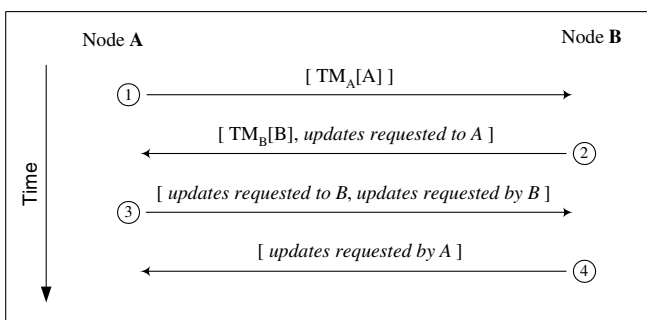 Node A
Node B
[ TM_A[A] ]
1
[ TM_B[B], updates requested to A ]
2
Time
[ updates requested to B, updates requested by B ]
3
[ updates requested by A ]
4